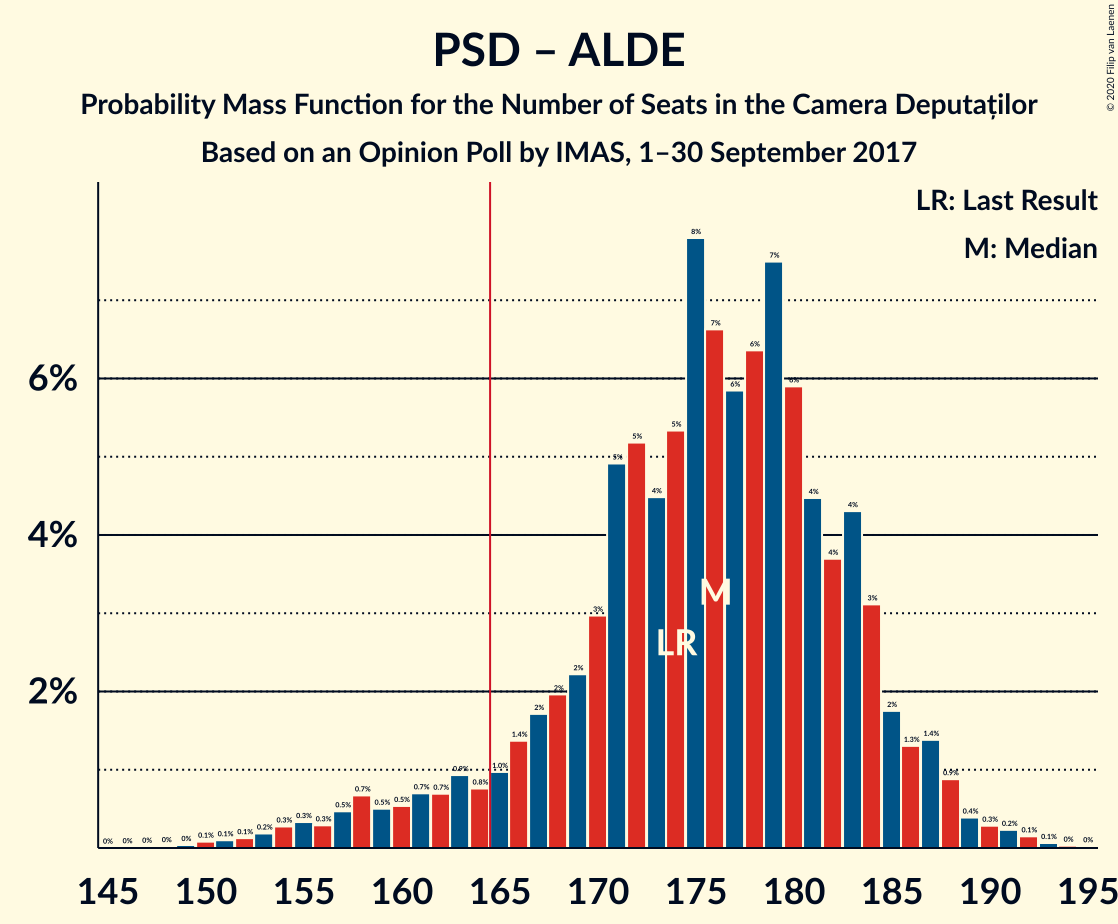 PSD – ALDE
Probability Mass Function for the Number of Seats in the Camera Deputaților
Based on an Opinion Poll by IMAS, 1–30 September 2017
© 2020 Filip van Laenen
LR: Last Result
M: Median
6%
4%
2%
0% 0% 0% 0% 0% 0.1% 0.1% 0.1% 0.2% 0.3% 0.3% 0.3% 0.5% 0.7% 0.5% 0.5% 0.7% 0.7% 0.9% 0.8% 1.0% 1.4% 2% 2% 2% 3% 5% 5% 4% 5% 8% 7% 6% 6% 7% 6% 4% 4% 4% 3% 2% 1.3% 1.4% 0.9% 0.4% 0.3% 0.2% 0.1% 0.1% 0% 0%
M
LR
145 150 155 160 165 170 175 180 185 190 195